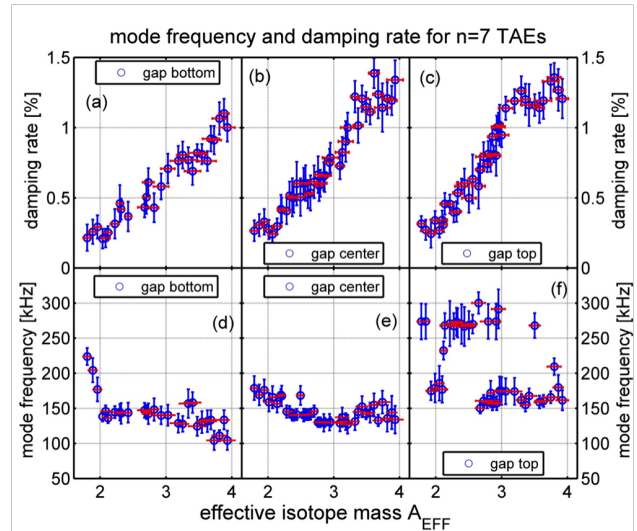 mode frequency and damping rate for n=7 TAEs
1.5
1
0.5
0
damping rate [%]
gap bottom
(a)
(b)
gap center
(c)
gap top
1.5
1
0.5
0
damping rate [%]
300
250
200
150
100
50
mode frequency [kHz]
gap bottom
(d)
gap center
(e)
(f)
gap top
300
250
200
150
100
50
mode frequency [kHz]
2 3 4 2 3 4 2 3 4
effective isotope mass A_EFF